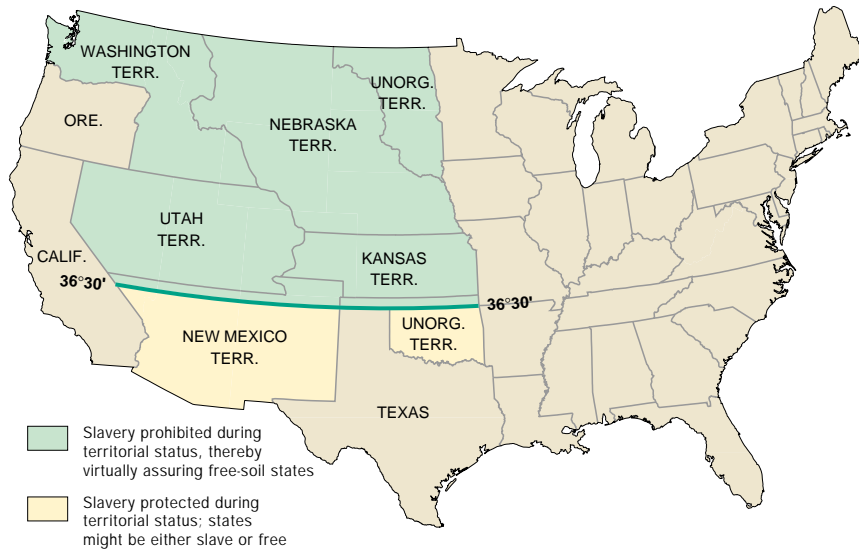 WASHINGTON
TERR.
UNORG.
TERR.
ORE.
NEBRASKA
TERR.
UTAH
TERR.
CALIF.
KANSAS
TERR.
36°30'
36°30'
NEW MEXICO
TERR.
UNORG.
TERR.
TEXAS
Slavery prohibited during
territorial status, thereby
virtually assuring free-soil states
Slavery protected during
territorial status; states
might be either slave or free